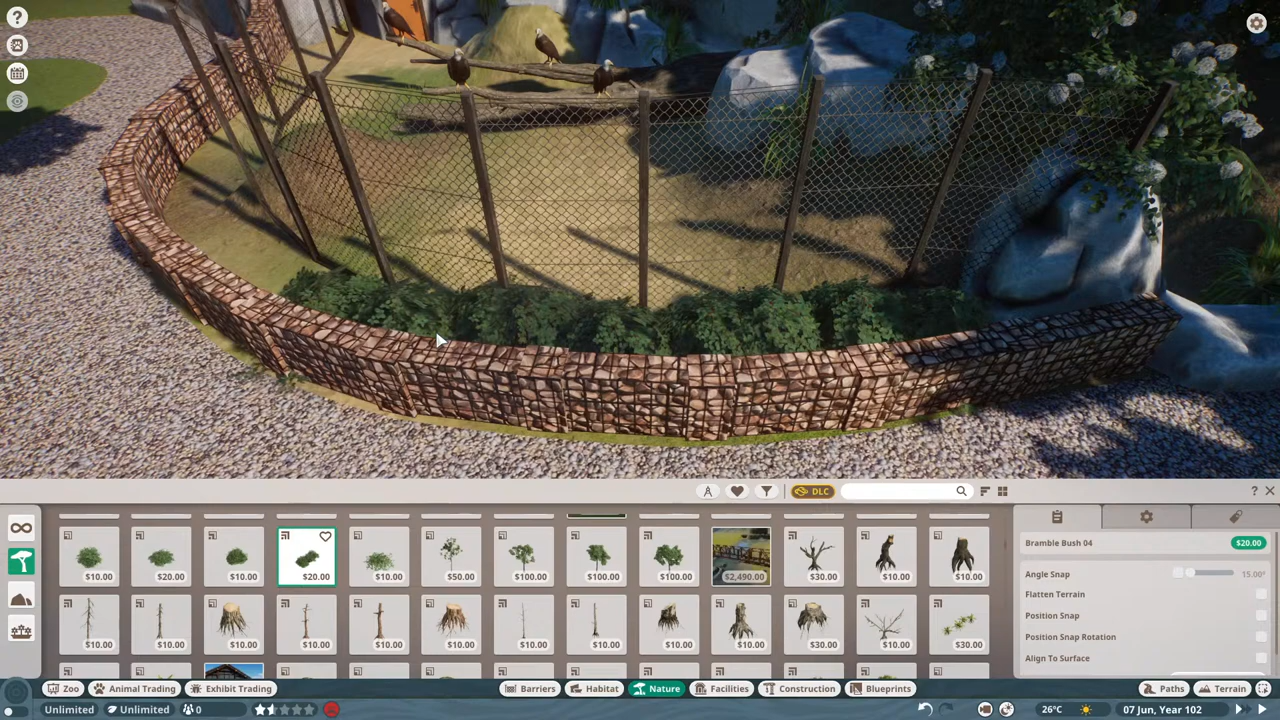 DLC
$10.00 $20.00 $10.00 $20.00 $10.00 $50.00 $100.00 $100.00 $100.00 $2,490.00 $30.00 $10.00 $10.00
Bramble Bush 04 $20.00
Angle Snap 15.00°
Flatten Terrain
$10.00 $10.00 $10.00 $10.00 $10.00 $10.00 $10.00 $10.00 $10.00 $10.00 $30.00 $10.00 $10.00
Position Snap
Position Snap Rotation
Align To Surface
Zoo Animal Trading Exhibit Trading Barriers Habitat Nature Facilities Construction Blueprints Paths Terrain
Unlimited Unlimited 0 26°C 07 Jun, Year 102